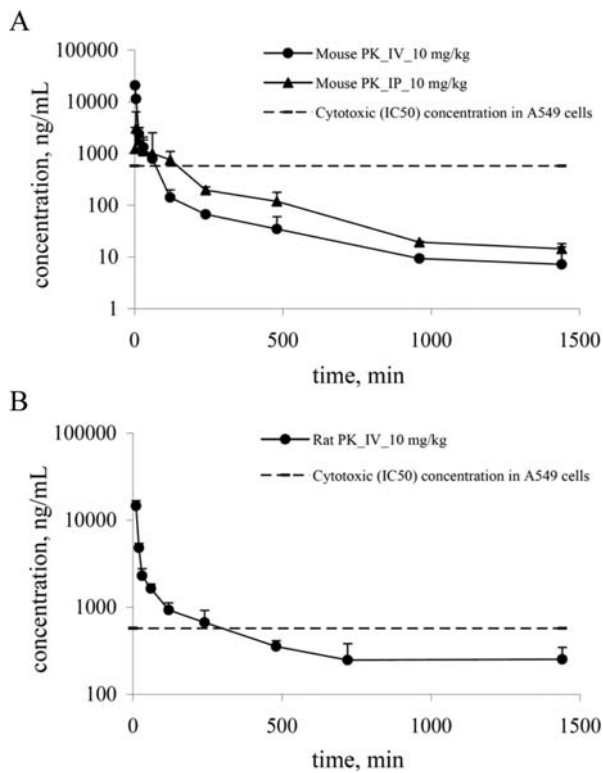 A
100000
10000
1000
100
10
1
concentration, ng/mL
Mouse PK_IV_10 mg/kg
Mouse PK_IP_10 mg/kg
Cytotoxic (IC50) concentration in A549 cells
0
500
1000
1500
time, min
B
100000
10000
1000
100
concentration, ng/mL
Rat PK_IV_10 mg/kg
Cytotoxic (IC50) concentration in A549 cells
0
500
1000
1500
time, min